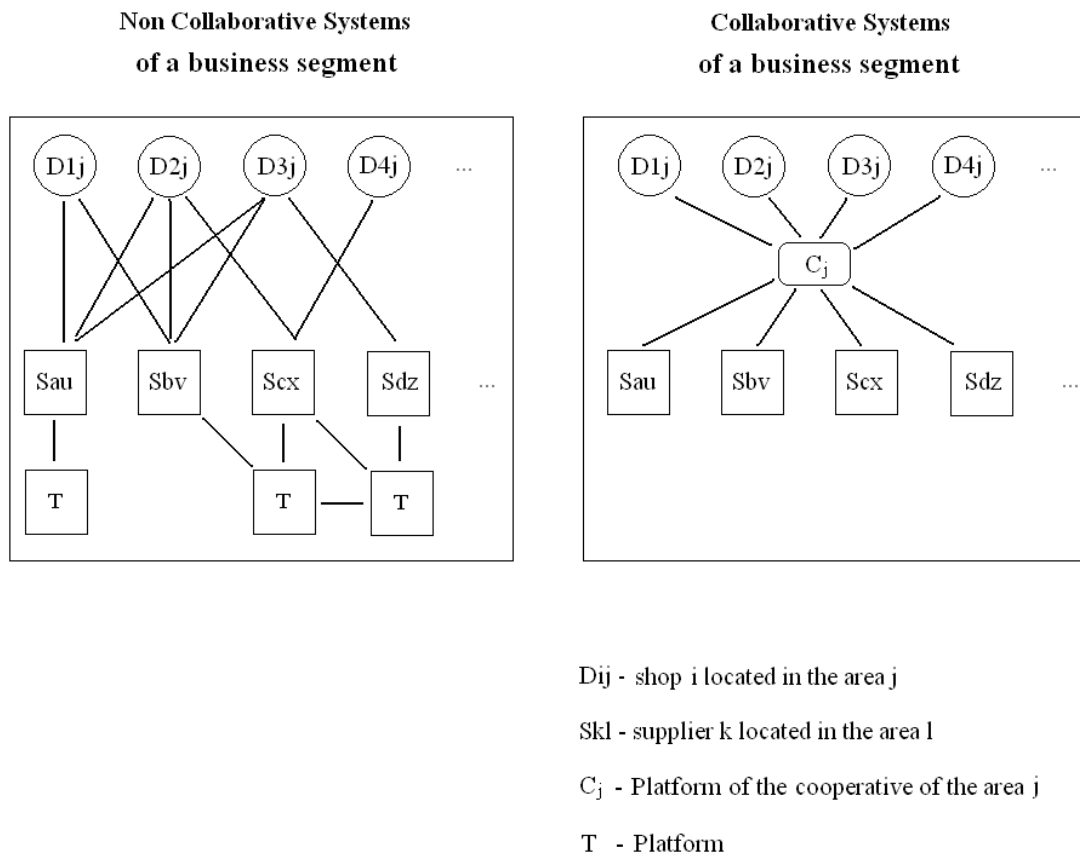 Non Collaborative Systems
of a business segment
Collaborative Systems
of a business segment
D1j D2j D3j D4j ...
Sau Sbv Scx Sdz ...
T T T
D1j D2j D3j D4j ...
Cj
Sau Sbv Scx Sdz ...
Dij - shop i located in the area j
Skl - supplier k located in the area l
Cj - Platform of the cooperative of the area j
T - Platform